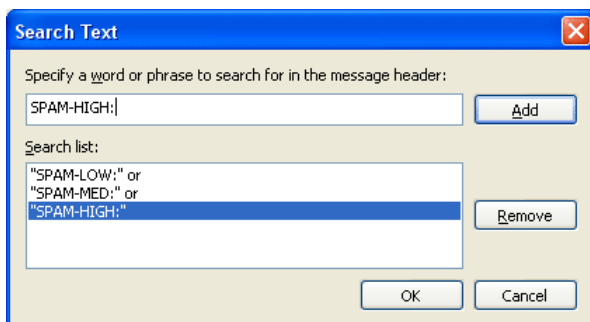 Search Text
Specify a word or phrase to search for in the message header:
SPAM-HIGH:
Add
Search list:
"SPAM-LOW:" or
"SPAM-MED:" or
"SPAM-HIGH:"
Remove
OK
Cancel